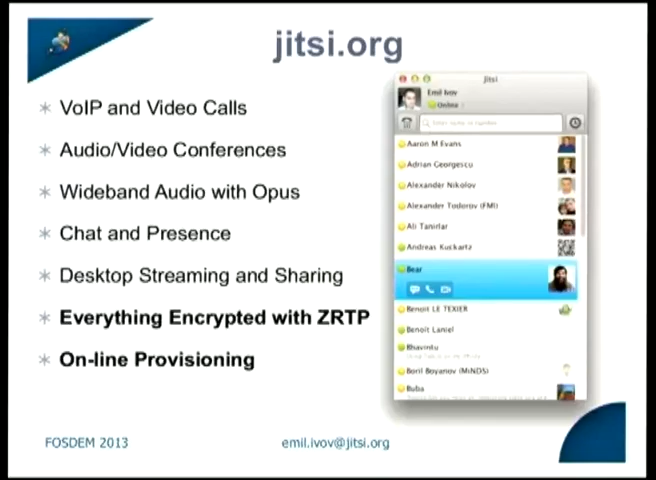 jitsi.org
VoIP and Video Calls
Audio/Video Conferences
Wideband Audio with Opus
Chat and Presence
Desktop Streaming and Sharing
Everything Encrypted with ZRTP
On-line Provisioning
Jitsi
Emil Ivov
Online
Aaron M Evans
Adrian Georgescu
Alexander Nikolov
Alexander Todorov (FMI)
Ali Tanirlar
Andreas Kuckartz
Bear
Benoit LE TEXIER
Benoit Laniel
Bhavintu
Boril Boyanov (MiNDS)
Buba
FOSDEM 2013
emil.ivov@jitsi.org